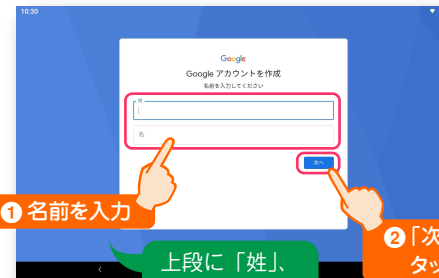 10:30
Google
Google アカウントを作成
名前を入力してください
姓
名
次へ
1 名前を入力
2 「次
タッ
上段に「姓」、